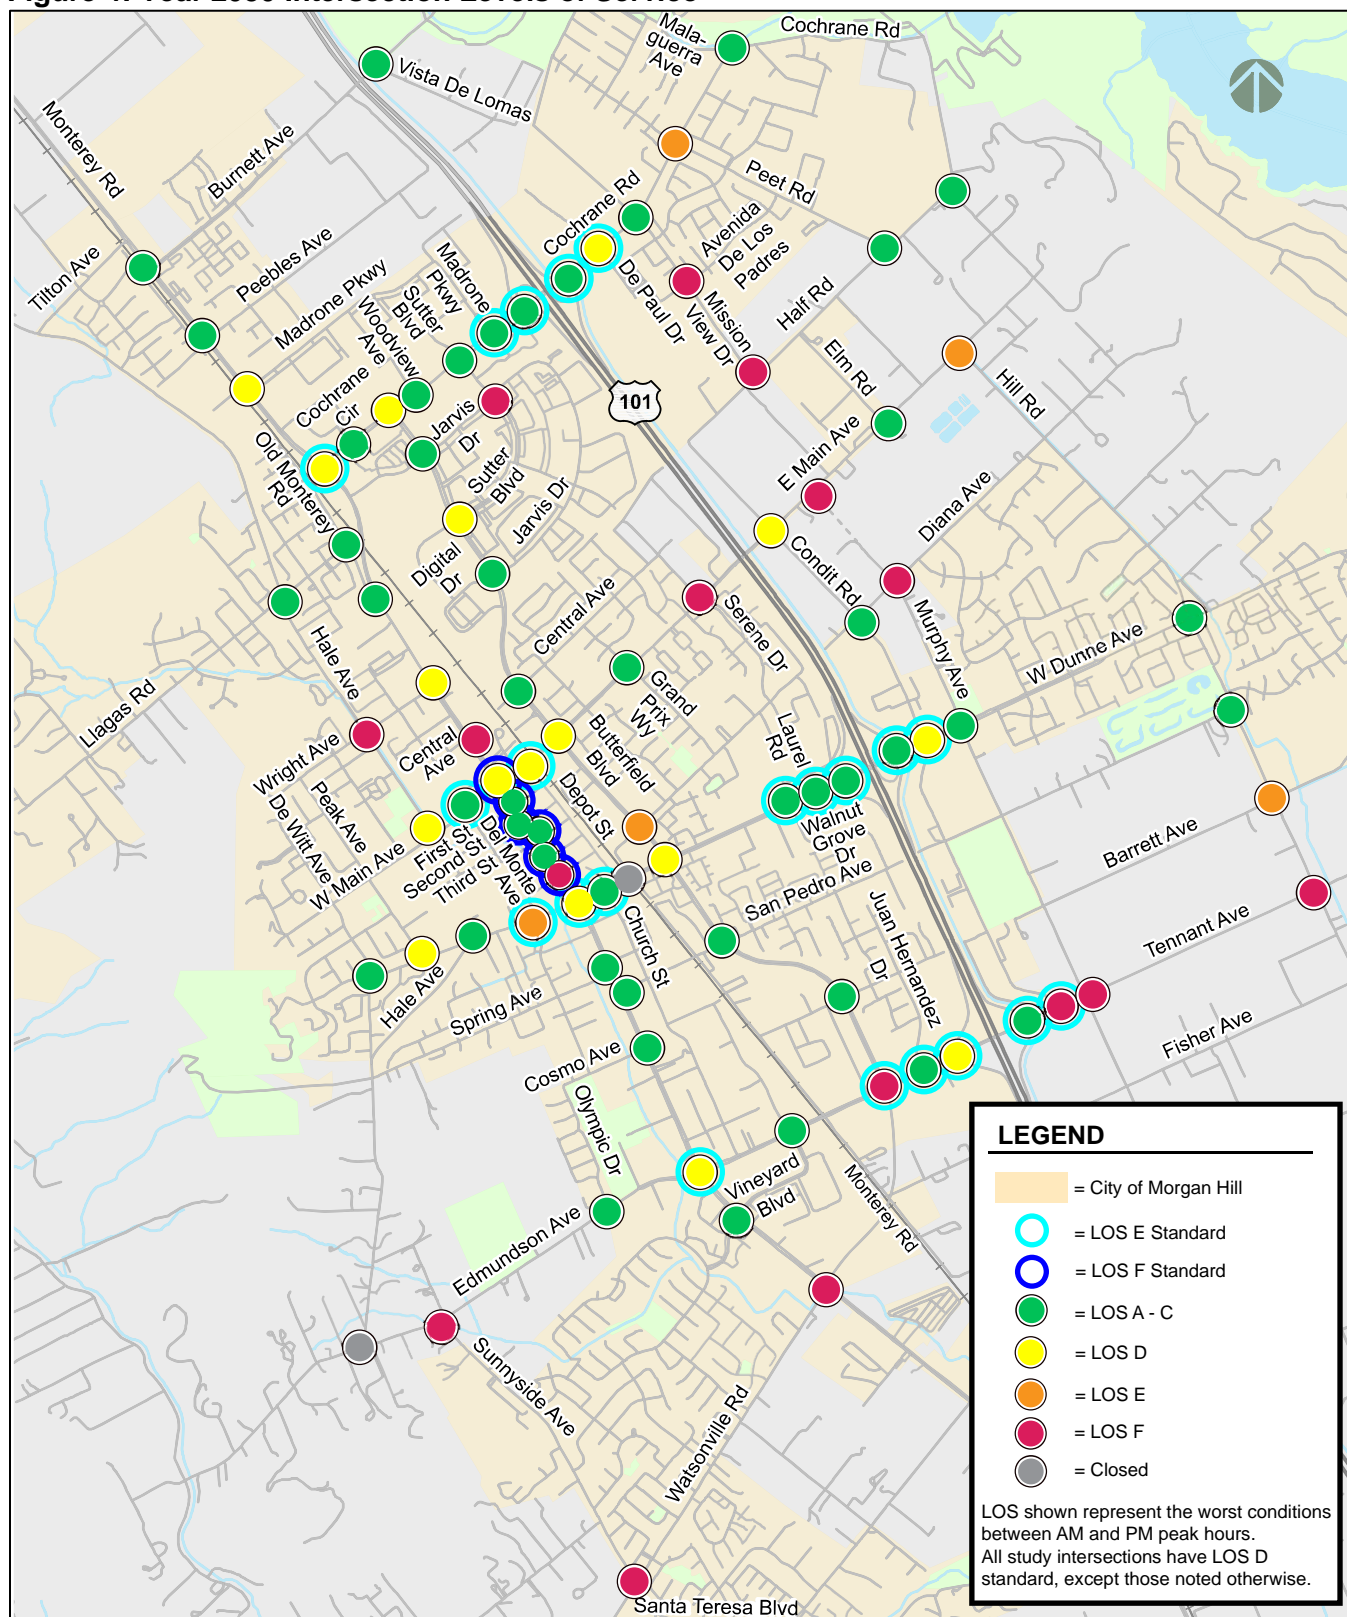 Cochrane Rd
Mala-
guerra
Ave
Vista De Lomas
Monterey Rd
Burnett Ave
Peet Rd
Cochrane Rd
Avenida
De Los
Padres
Tilton Ave
Peebles Ave
Madrone Pkwy
Madrone
Pkwy
Sutter
Blvd
Woodview
Ave
De Paul Dr
Mission
View Dr
Half Rd
Elm Rd
Hill Rd
101
Cochrane
Cir
Jarvis
Dr
Old Monterey
Rd
Sutter
Blvd
Jarvis Dr
E Main Ave
Diana Ave
Condit Rd
Digital
Dr
Central Ave
Serene Dr
Murphy Ave
W Dunne Ave
Hale Ave
Llagas Rd
Grand
Prix
Wy
Laurel
Rd
Wright Ave
Central
Ave
Butterfield
Blvd
Peak Ave
De Witt Ave
Depot St
Walnut
Grove
Dr
Barrett Ave
W Main Ave
First St
Second St
Third St
Del Monte
Ave
San Pedro Ave
Juan Hernandez
Dr
Tennant Ave
Church St
Hale Ave
Spring Ave
Fisher Ave
Cosmo Ave
Olympic Dr
Vineyard
Blvd
Monterey Rd
Edmundson Ave
Sunnyside Ave
Watsonville Rd
Santa Teresa Blvd
LEGEND
= City of Morgan Hill
= LOS E Standard
= LOS F Standard
= LOS A - C
= LOS D
= LOS E
= LOS F
= Closed
LOS shown represent the worst conditions
between AM and PM peak hours.
All study intersections have LOS D
standard, except those noted otherwise.